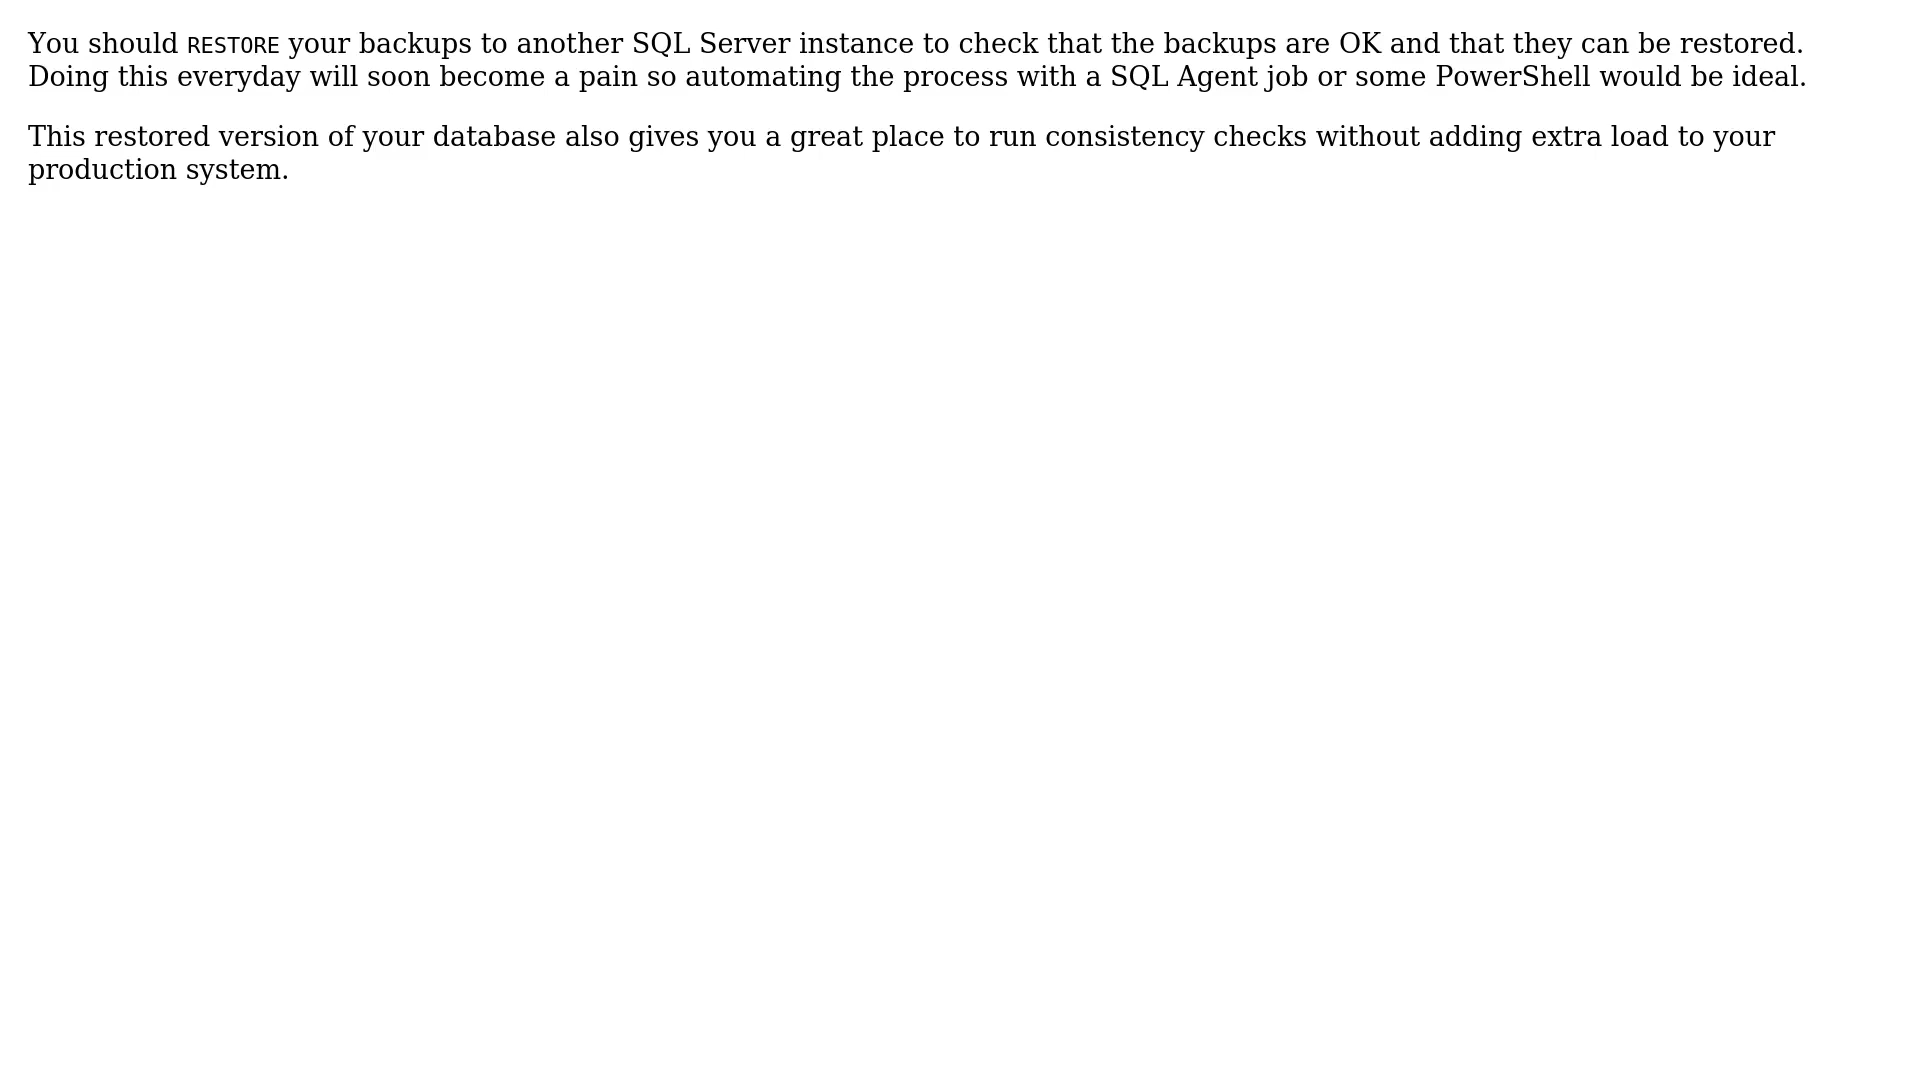 You should RESTORE your backups to another SQL Server instance to check that the backups are OK and that they can be restored.
Doing this everyday will soon become a pain so automating the process with a SQL Agent job or some PowerShell would be ideal.
This restored version of your database also gives you a great place to run consistency checks without adding extra load to your
production system.